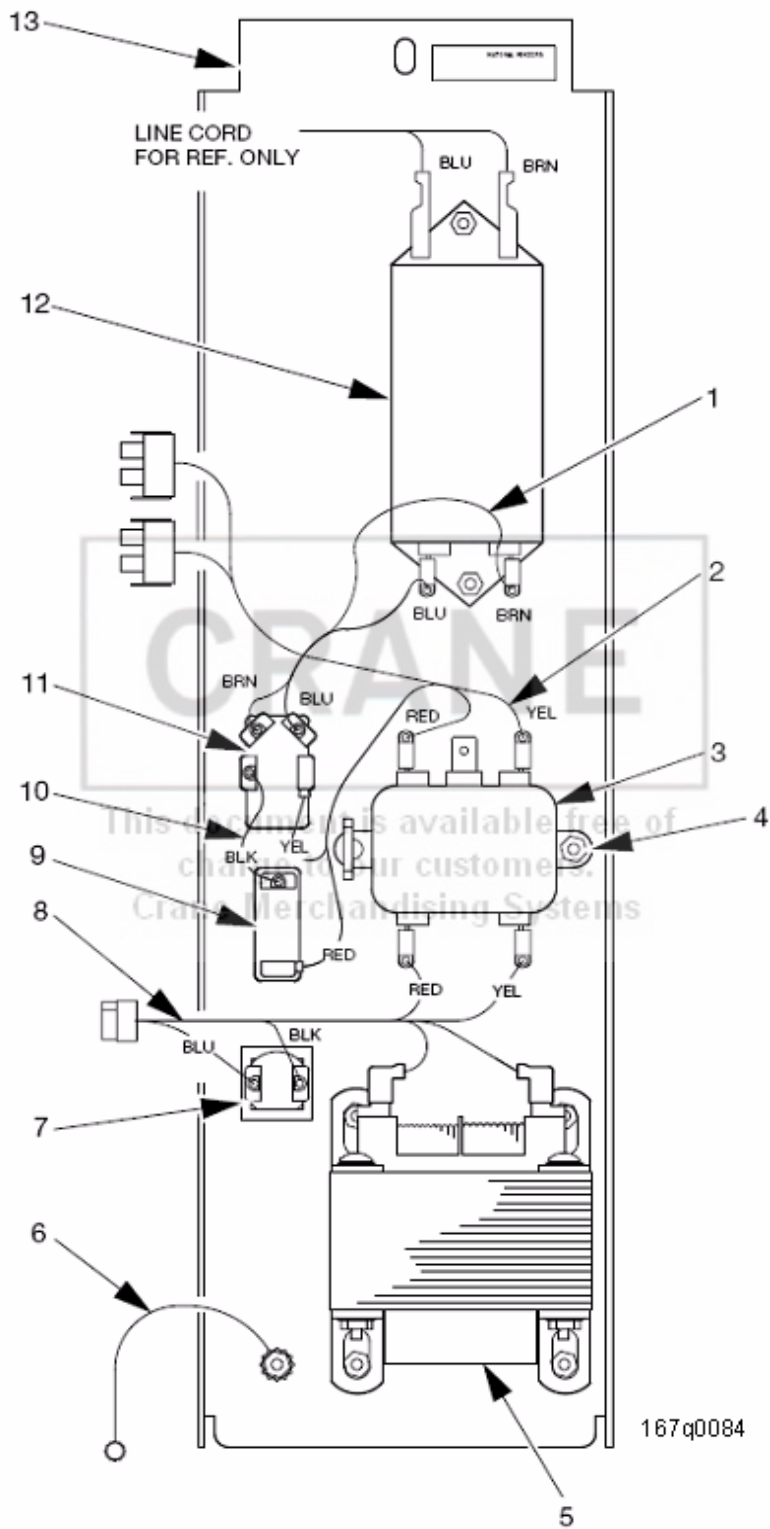 13
LINE CORD
FOR REF. ONLY
BLU
BRN
12
1
2
BLU
BRN
CRANE
BRN
BLU
11
RED
YEL
3
10
4
This document is available free of
charge to our customers.
Crane Merchandising Systems
BLK
YEL
9
8
RED
RED
YEL
BLU
BLK
7
6
167q0084
5